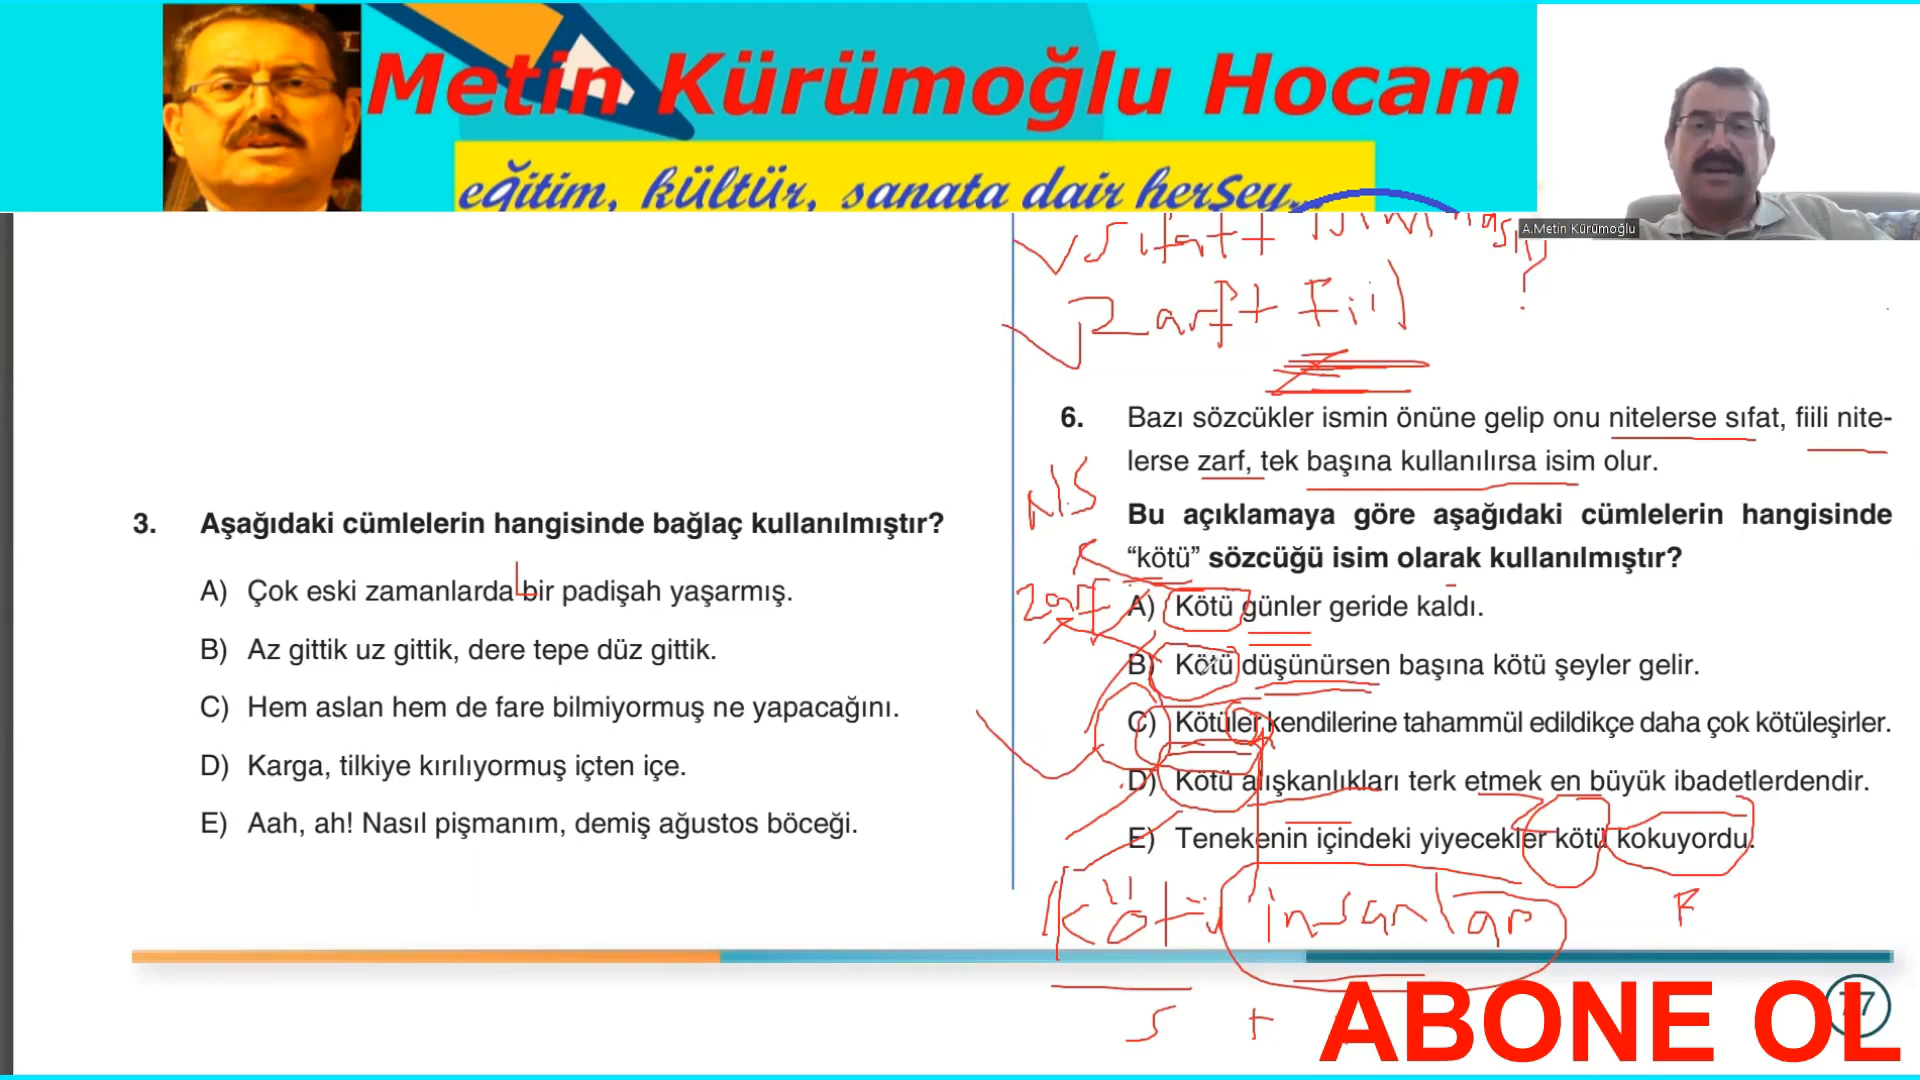 Metin Kürümoğlu Hocam
eğitim, kültür, sanata dair herşey...
A.Metin Kürümoğlu
Sıfat + isim
Zarf + Fiil
?
3. Aşağıdaki cümlelerin hangisinde bağlaç kullanılmıştır?
A) Çok eski zamanlarda bir padişah yaşarmış.
B) Az gittik uz gittik, dere tepe düz gittik.
C) Hem aslan hem de fare bilmiyormuş ne yapacağını.
D) Karga, tilkiye kırılıyormuş içten içe.
E) Aah, ah! Nasıl pişmanım, demiş ağustos böceği.
6. Bazı sözcükler ismin önüne gelip onu nitelerse sıfat, fiili nite-
lerse zarf, tek başına kullanılırsa isim olur.
N.S
Bu açıklamaya göre aşağıdaki cümlelerin hangisinde
“kötü” sözcüğü isim olarak kullanılmıştır?
Zarf
A) Kötü günler geride kaldı.
B) Kötü düşünürsen başına kötü şeyler gelir.
C) Kötüler kendilerine tahammül edildikçe daha çok kötüleşirler.
D) Kötü alışkanlıkları terk etmek en büyük ibadetlerdendir.
E) Tenekenin içindeki yiyecekler kötü kokuyordu.
F
kötü insanlar
S +
77
ABONE OL